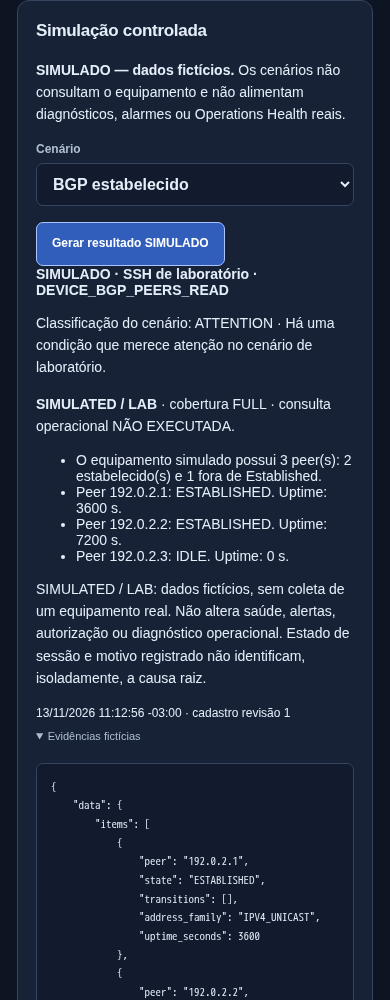 Simulação controlada
SIMULADO — dados fictícios. Os cenários não
consultam o equipamento e não alimentam
diagnósticos, alarmes ou Operations Health reais.
Cenário
BGP estabelecido
Gerar resultado SIMULADO
SIMULADO · SSH de laboratório ·
DEVICE_BGP_PEERS_READ
Classificação do cenário: ATTENTION · Há uma
condição que merece atenção no cenário de
laboratório.
SIMULATED / LAB · cobertura FULL · consulta
operacional NÃO EXECUTADA.
• O equipamento simulado possui 3 peer(s): 2
estabelecido(s) e 1 fora de Established.
• Peer 192.0.2.1: ESTABLISHED. Uptime:
3600 s.
• Peer 192.0.2.2: ESTABLISHED. Uptime:
7200 s.
• Peer 192.0.2.3: IDLE. Uptime: 0 s.
SIMULATED / LAB: dados fictícios, sem coleta de
um equipamento real. Não altera saúde, alertas,
autorização ou diagnóstico operacional. Estado de
sessão e motivo registrado não identificam,
isoladamente, a causa raiz.
13/11/2026 11:12:56 -03:00 · cadastro revisão 1
▼ Evidências fictícias
{
"data": {
"items": [
{
"peer": "192.0.2.1",
"state": "ESTABLISHED",
"transitions": [],
"address_family": "IPV4_UNICAST",
"uptime_seconds": 3600
},
{
"peer": "192.0.2.2",